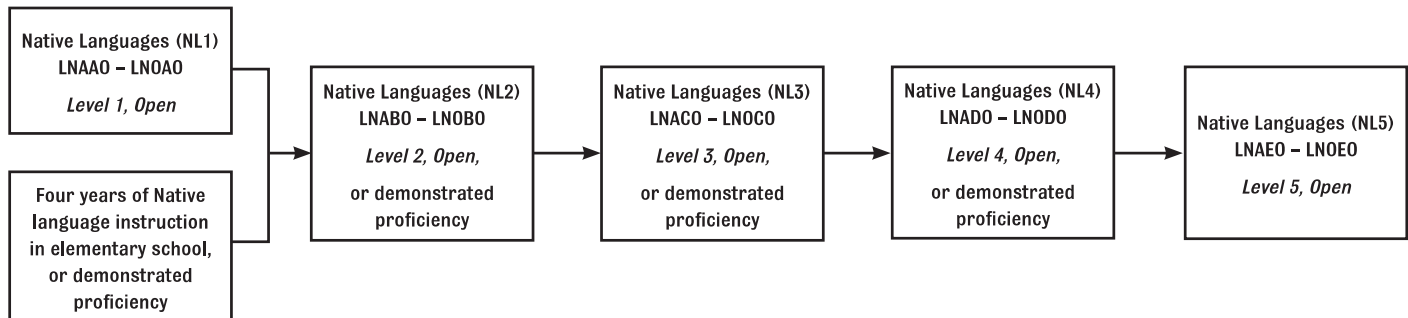 Native Languages (NL1)
LNAAO – LNOAO
Level 1, Open
Four years of Native
language instruction
in elementary school,
or demonstrated
proficiency
Native Languages (NL2)
LNABO – LNOBO
Level 2, Open,
or demonstrated
proficiency
Native Languages (NL3)
LNACO – LNOCO
Level 3, Open,
or demonstrated
proficiency
Native Languages (NL4)
LNADO – LNODO
Level 4, Open,
or demonstrated
proficiency
Native Languages (NL5)
LNAEO – LNOEO
Level 5, Open